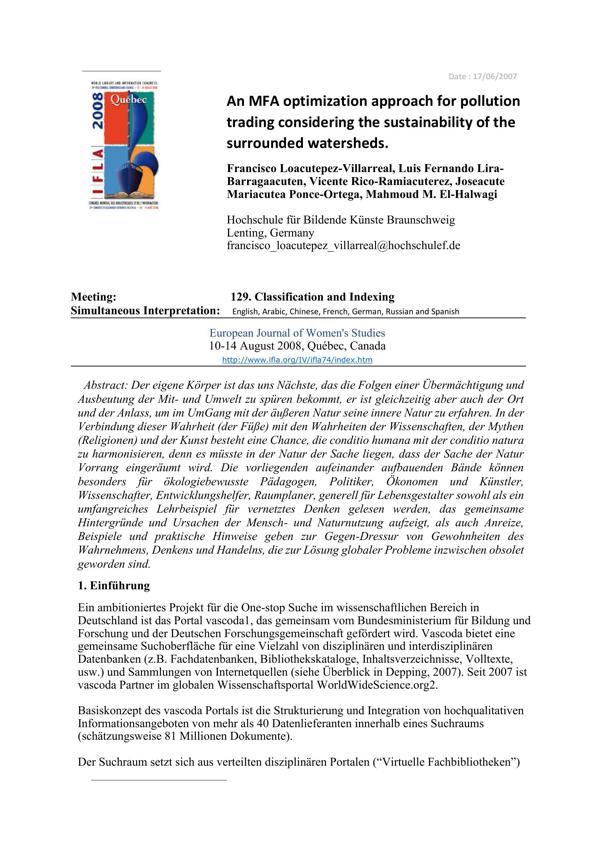 Date : 17/06/2007
WORLD LIBRARY AND INFORMATION CONGRESS:
2008
Québec
IFLA
An MFA optimization approach for pollution
trading considering the sustainability of the
surrounded watersheds.
Francisco Loacutepez-Villarreal, Luis Fernando Lira-
Barragaacuten, Vicente Rico-Ramiacuterez, Joseacute
Mariacutea Ponce-Ortega, Mahmoud M. El-Halwagi
Hochschule für Bildende Künste Braunschweig
Lenting, Germany
francisco_loacutepez_villarreal@hochschulef.de
Meeting: 129. Classification and Indexing
Simultaneous Interpretation: English, Arabic, Chinese, French, German, Russian and Spanish
European Journal of Women's Studies
10-14 August 2008, Québec, Canada
http://www.ifla.org/IV/ifla74/index.htm
Abstract: Der eigene Körper ist das uns Nächste, das die Folgen einer Übermächtigung und
Ausbeutung der Mit- und Umwelt zu spüren bekommt, er ist gleichzeitig aber auch der Ort
und der Anlass, um im UmGang mit der äußeren Natur seine innere Natur zu erfahren. In der
Verbindung dieser Wahrheit (der Füße) mit den Wahrheiten der Wissenschaften, der Mythen
(Religionen) und der Kunst besteht eine Chance, die conditio humana mit der conditio natura
zu harmonisieren, denn es müsste in der Natur der Sache liegen, dass der Sache der Natur
Vorrang eingeräumt wird. Die vorliegenden aufeinander aufbauenden Bände können
besonders für ökologiebewusste Pädagogen, Politiker, Ökonomen und Künstler,
Wissenschafter, Entwicklungshelfer, Raumplaner, generell für Lebensgestalter sowohl als ein
umfangreiches Lehrbeispiel für vernetztes Denken gelesen werden, das gemeinsame
Hintergründe und Ursachen der Mensch- und Naturnutzung aufzeigt, als auch Anreize,
Beispiele und praktische Hinweise geben zur Gegen-Dressur von Gewohnheiten des
Wahrnehmens, Denkens und Handelns, die zur Lösung globaler Probleme inzwischen obsolet
geworden sind.
1. Einführung
Ein ambitioniertes Projekt für die One-stop Suche im wissenschaftlichen Bereich in
Deutschland ist das Portal vascoda1, das gemeinsam vom Bundesministerium für Bildung und
Forschung und der Deutschen Forschungsgemeinschaft gefördert wird. Vascoda bietet eine
gemeinsame Suchoberfläche für eine Vielzahl von disziplinären und interdisziplinären
Datenbanken (z.B. Fachdatenbanken, Bibliothekskataloge, Inhaltsverzeichnisse, Volltexte,
usw.) und Sammlungen von Internetquellen (siehe Überblick in Depping, 2007). Seit 2007 ist
vascoda Partner im globalen Wissenschaftsportal WorldWideScience.org2.
Basiskonzept des vascoda Portals ist die Strukturierung und Integration von hochqualitativen
Informationsangeboten von mehr als 40 Datenlieferanten innerhalb eines Suchraums
(schätzungsweise 81 Millionen Dokumente).
Der Suchraum setzt sich aus verteilten disziplinären Portalen (“Virtuelle Fachbibliotheken”)